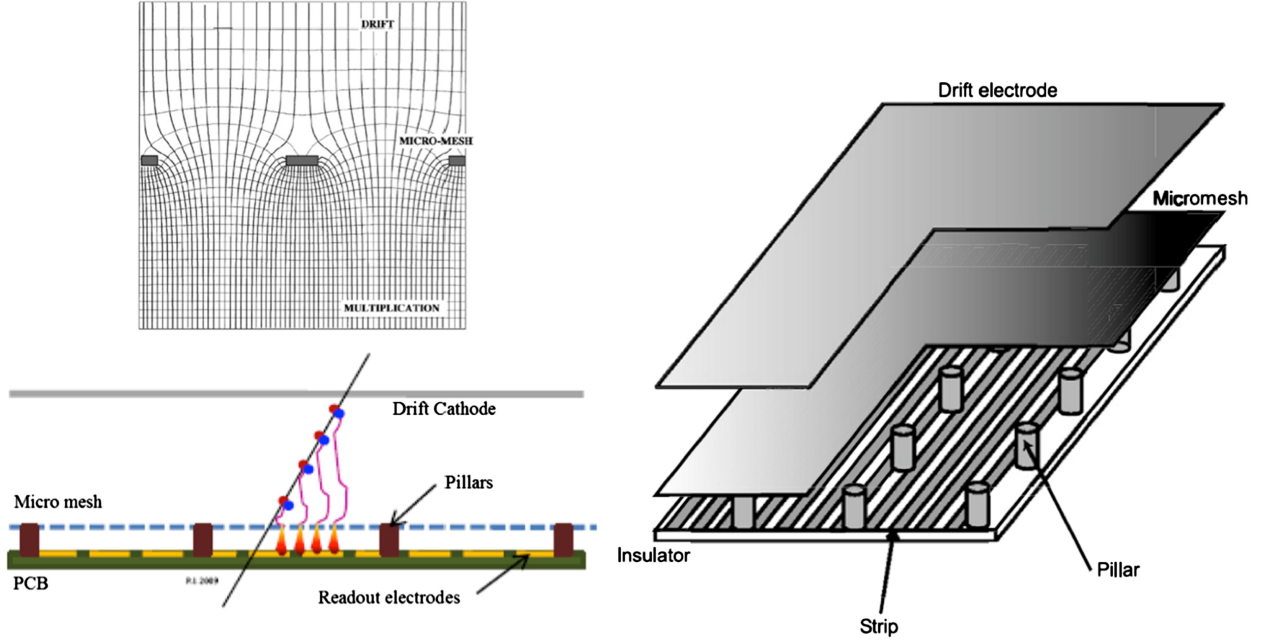 DRIFT
MICRO-MESH
MULTIPLICATION
Drift Cathode
Pillars
Micro mesh
PCB
P.I. 2009
Readout electrodes
Drift electrode
Micromesh
Insulator
Pillar
Strip